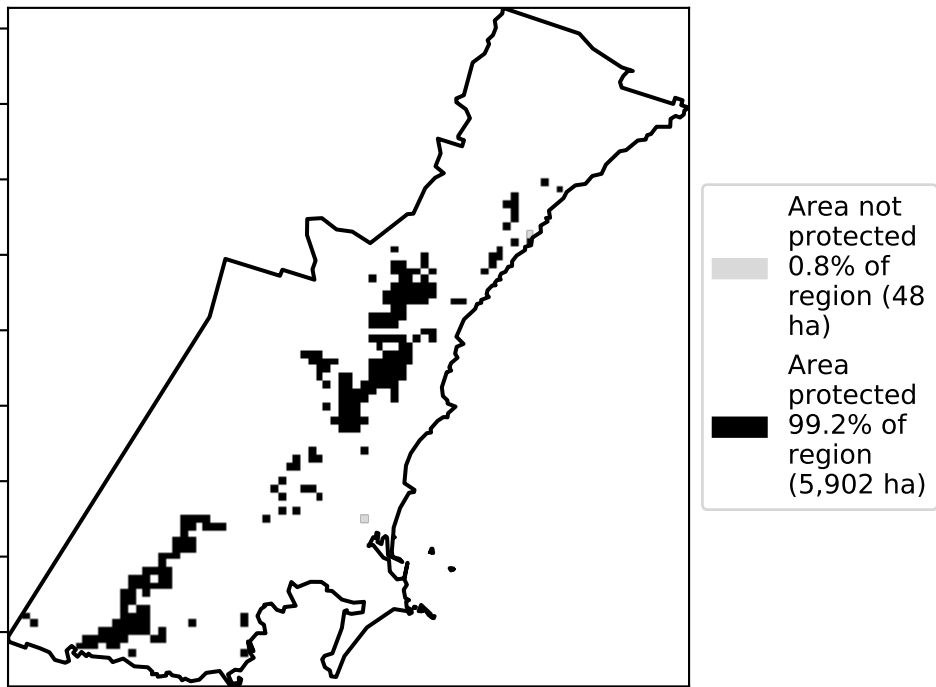 Area not
protected
0.8% of
region (48
ha)
Area
protected
99.2% of
region
(5,902 ha)